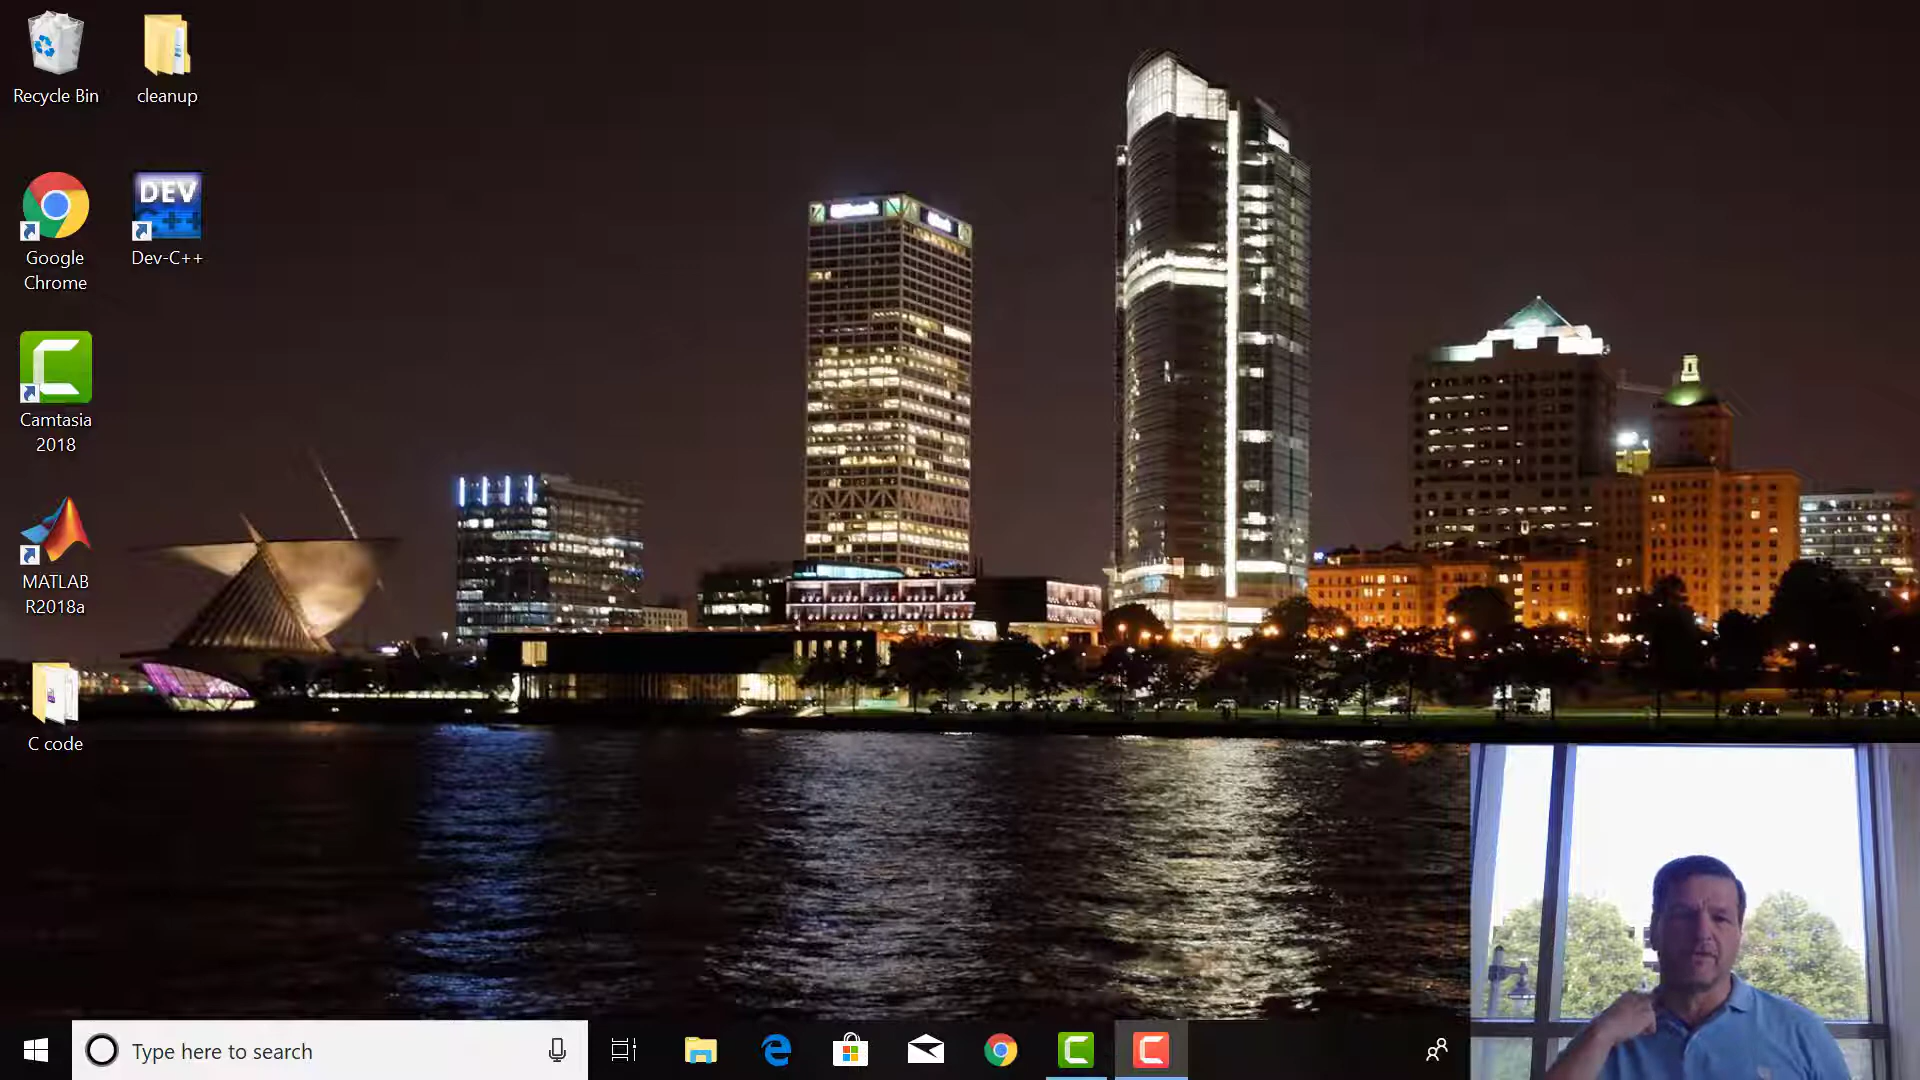 Recycle Bin
cleanup
Google
Chrome
DEV
C++
Dev-C++
Camtasia
2018
MATLAB
R2018a
C code
Type here to search